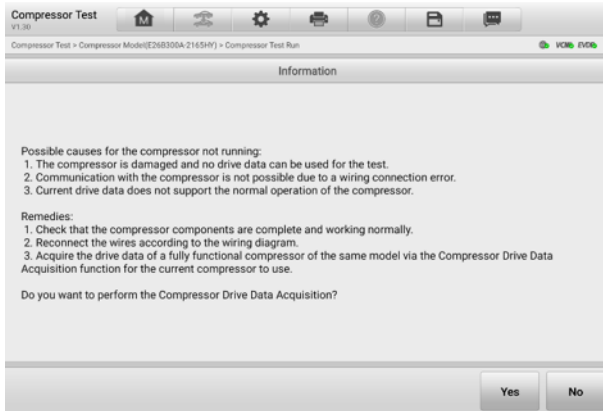 Compressor Test
V1.30
Compressor Test > Compressor Model(E26B300A-2165HY) > Compressor Test Run
VCMI EVDI
Information
Possible causes for the compressor not running:
1. The compressor is damaged and no drive data can be used for the test.
2. Communication with the compressor is not possible due to a wiring connection error.
3. Current drive data does not support the normal operation of the compressor.
Remedies:
1. Check that the compressor components are complete and working normally.
2. Reconnect the wires according to the wiring diagram.
3. Acquire the drive data of a fully functional compressor of the same model via the Compressor Drive Data
Acquisition function for the current compressor to use.
Do you want to perform the Compressor Drive Data Acquisition?
Yes No